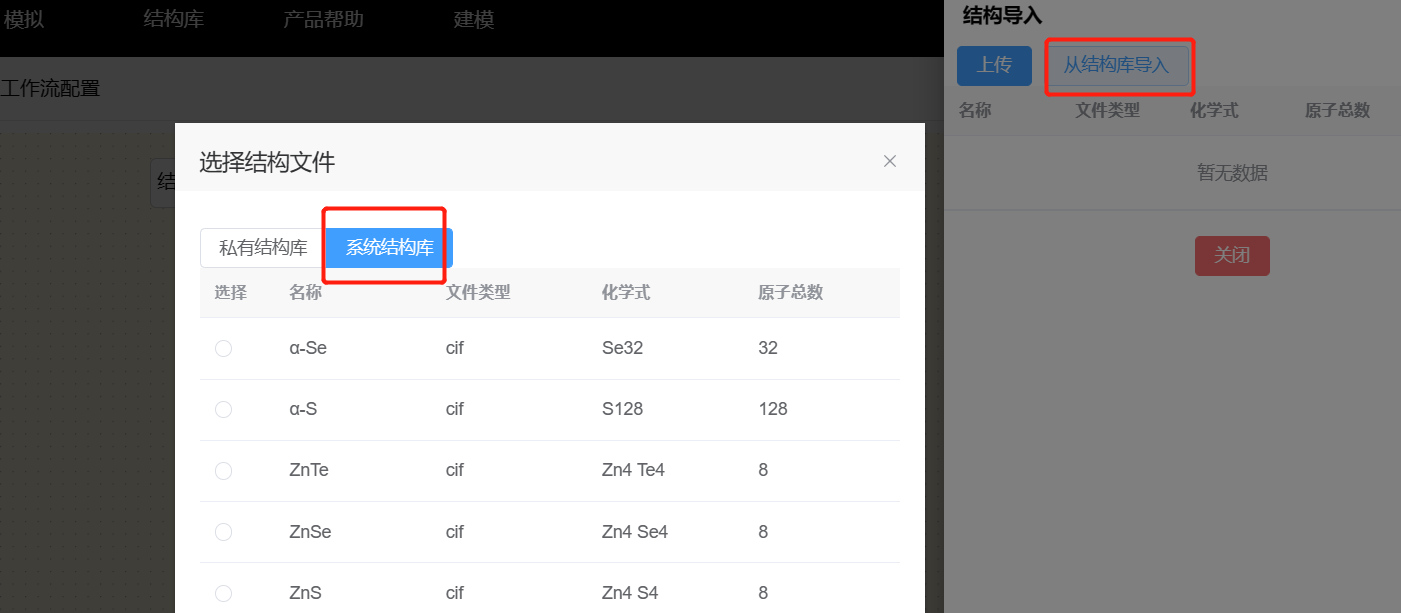 模拟 结构库 产品帮助 建模
工作流配置
结
选择结构文件
私有结构库 系统结构库
选择 名称 文件类型 化学式 原子总数
α-Se cif Se32 32
α-S cif S128 128
ZnTe cif Zn4 Te4 8
ZnSe cif Zn4 Se4 8
ZnS cif Zn4 S4 8
结构导入
上传 从结构库导入
名称 文件类型 化学式 原子总数
暂无数据
关闭